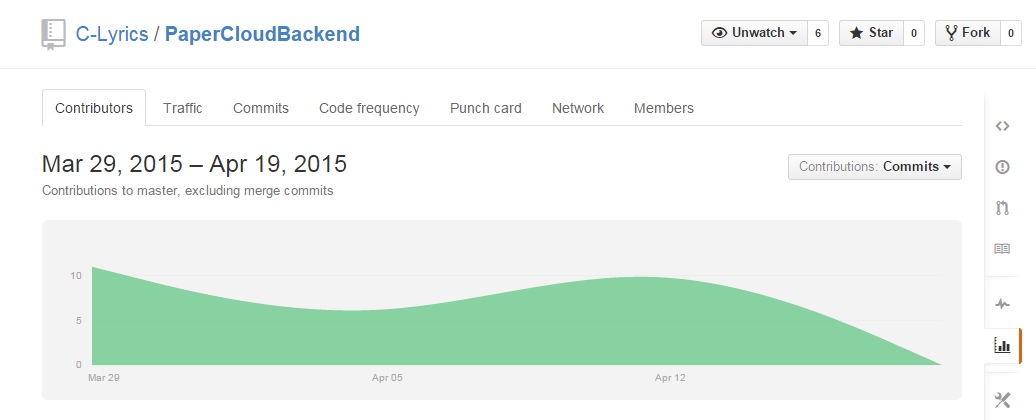 C-Lyrics / PaperCloudBackend
Unwatch 6 Star 0 Fork 0
Contributors Traffic Commits Code frequency Punch card Network Members
Mar 29, 2015 – Apr 19, 2015
Contributions: Commits
Contributions to master, excluding merge commits
10
5
0
Mar 29 Apr 05 Apr 12